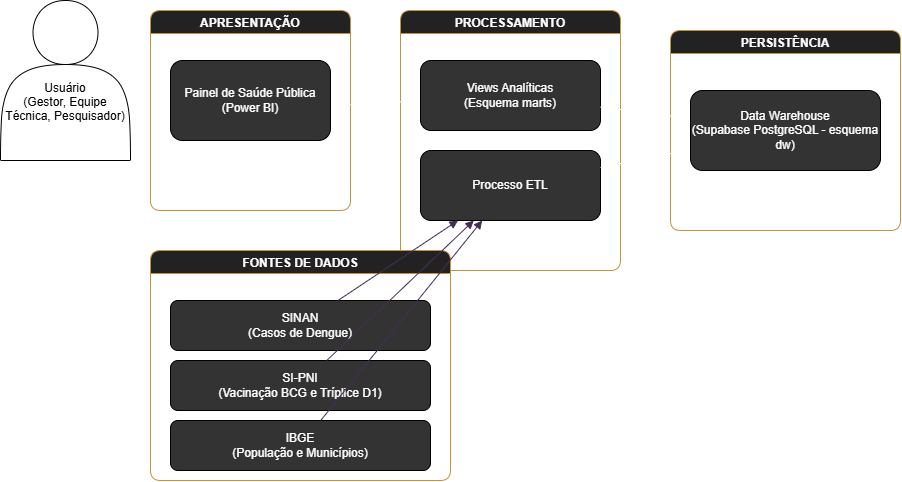 Usuário
(Gestor, Equipe
Técnica, Pesquisador)
APRESENTAÇÃO
Painel de Saúde Pública
(Power BI)
PROCESSAMENTO
Views Analíticas
(Esquema marts)
Processo ETL
PERSISTÊNCIA
Data Warehouse
(Supabase PostgreSQL - esquema
dw)
FONTES DE DADOS
SINAN
(Casos de Dengue)
SI-PNI
(Vacinação BCG e Tríplice D1)
IBGE
(População e Municípios)